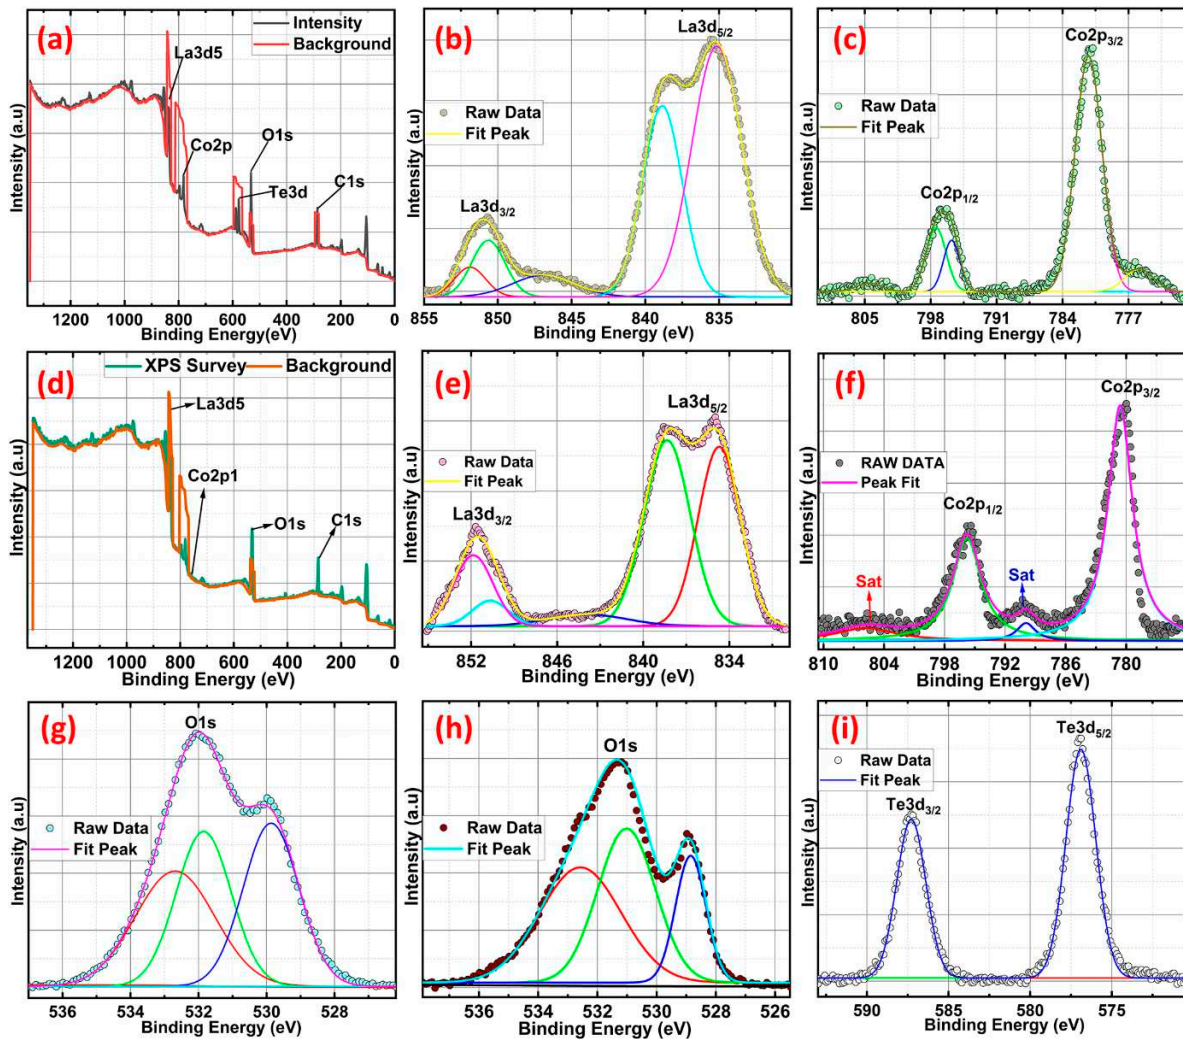 (a)
Intensity
Background
La3d5
Co2p
O1s
Te3d
C1s
Intensity (a.u)
1200 1000 800 600 400 200 0
Binding Energy(eV)
(b)
La3d5/2
Raw Data
Fit Peak
La3d3/2
Intensity (a.u)
855 850 845 840 835
Binding Energy (eV)
(c)
Co2p3/2
Raw Data
Fit Peak
Co2p1/2
Intensity (a.u)
805 798 791 784 777
Binding Energy (eV)
(d)
XPS Survey
Background
La3d5
Co2p1
O1s
C1s
Intensity (a.u)
1200 1000 800 600 400 200 0
Binding Energy (eV)
(e)
La3d5/2
Raw Data
Fit Peak
La3d3/2
Intensity (a.u)
852 846 840 834
Binding Energy (eV)
(f)
Co2p3/2
RAW DATA
Peak Fit
Co2p1/2
Sat
Sat
Intensity (a.u)
810 804 798 792 786 780
Binding Energy (eV)
(g)
O1s
Raw Data
Fit Peak
Intensity (a.u)
536 534 532 530 528
Binding Energy (eV)
(h)
O1s
Raw Data
Fit Peak
Intensity (a.u)
536 534 532 530 528 526
Binding Energy (eV)
(i)
Te3d5/2
Raw Data
Fit Peak
Te3d3/2
Intensity (a.u)
590 585 580 575
Binding Energy (eV)